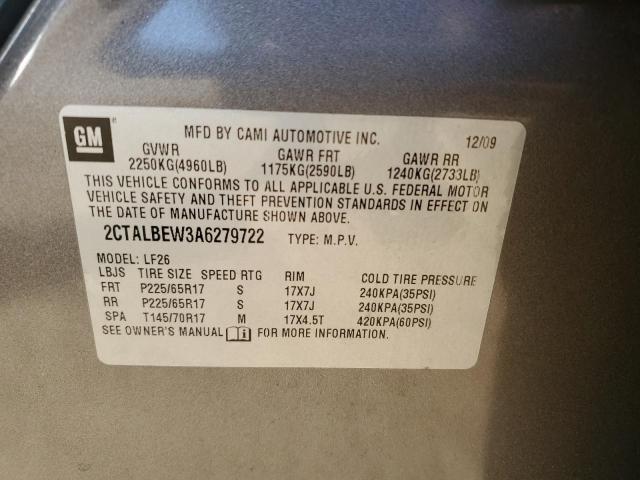 GM
MFD BY CAMI AUTOMOTIVE INC. 12/09
GVWR GAWR FRT GAWR RR
2250KG(4960LB) 1175KG(2590LB) 1240KG(2733LB)
THIS VEHICLE CONFORMS TO ALL APPLICABLE U.S. FEDERAL MOTOR
VEHICLE SAFETY AND THEFT PREVENTION STANDARDS IN EFFECT ON
THE DATE OF MANUFACTURE SHOWN ABOVE.
2CTALBEW3A6279722 TYPE: M.P.V.
MODEL: LF26
LBJS TIRE SIZE SPEED RTG RIM COLD TIRE PRESSURE
FRT P225/65R17 S 17X7J 240KPA(35PSI)
RR P225/65R17 S 17X7J 240KPA(35PSI)
SPA T145/70R17 M 17X4.5T 420KPA(60PSI)
SEE OWNER'S MANUAL i FOR MORE INFORMATION.